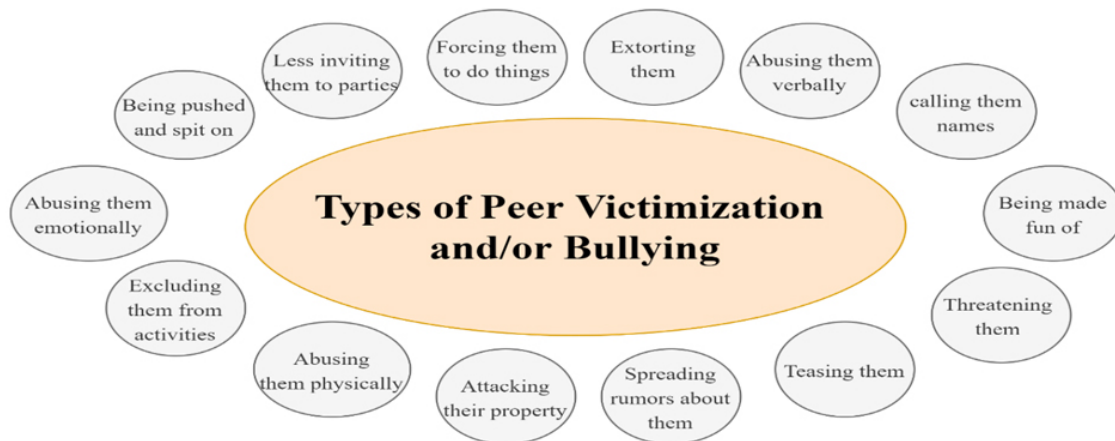 Types of Peer Victimization
and/or Bullying
Less inviting
them to parties
Forcing them
to do things
Extorting
them
Abusing them
verbally
calling them
names
Being made
fun of
Threatening
them
Teasing them
Spreading
rumors about
them
Attacking
their property
Abusing
them physically
Excluding
them from
activities
Abusing them
emotionally
Being pushed
and spit on